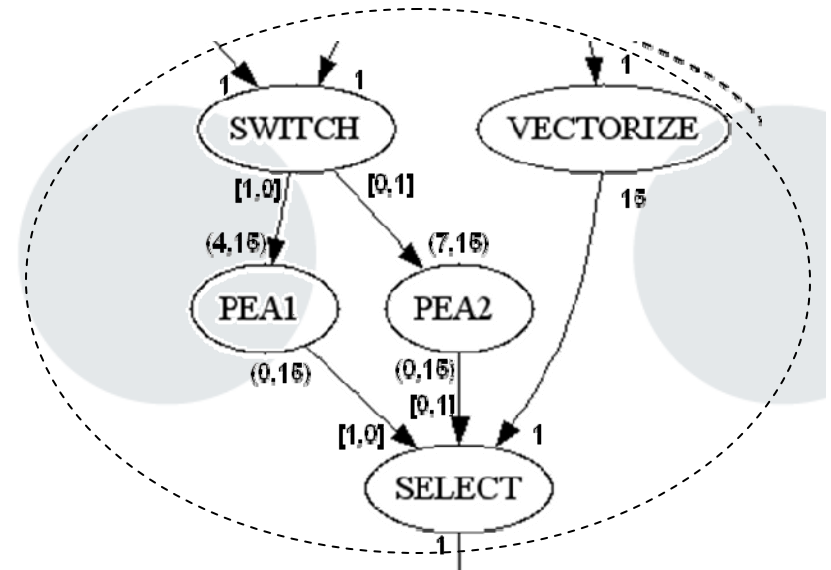 1 1 1
SWITCH VECTORIZE
[1,0] [0,1] 15
(4,15) (7,15)
PEA1 PEA2
(0,15) (0,15)
[0,1]
[1,0] 1
SELECT
1